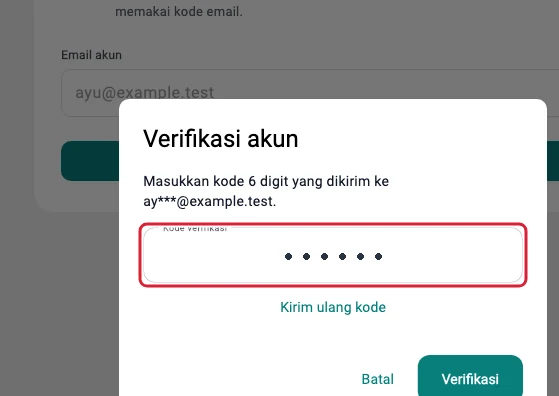 memakai kode email.
Email akun
ayu@example.test
Verifikasi akun
Masukkan kode 6 digit yang dikirim ke
ay***@example.test.
Kode verifikasi
••••••
Kirim ulang kode
Batal
Verifikasi